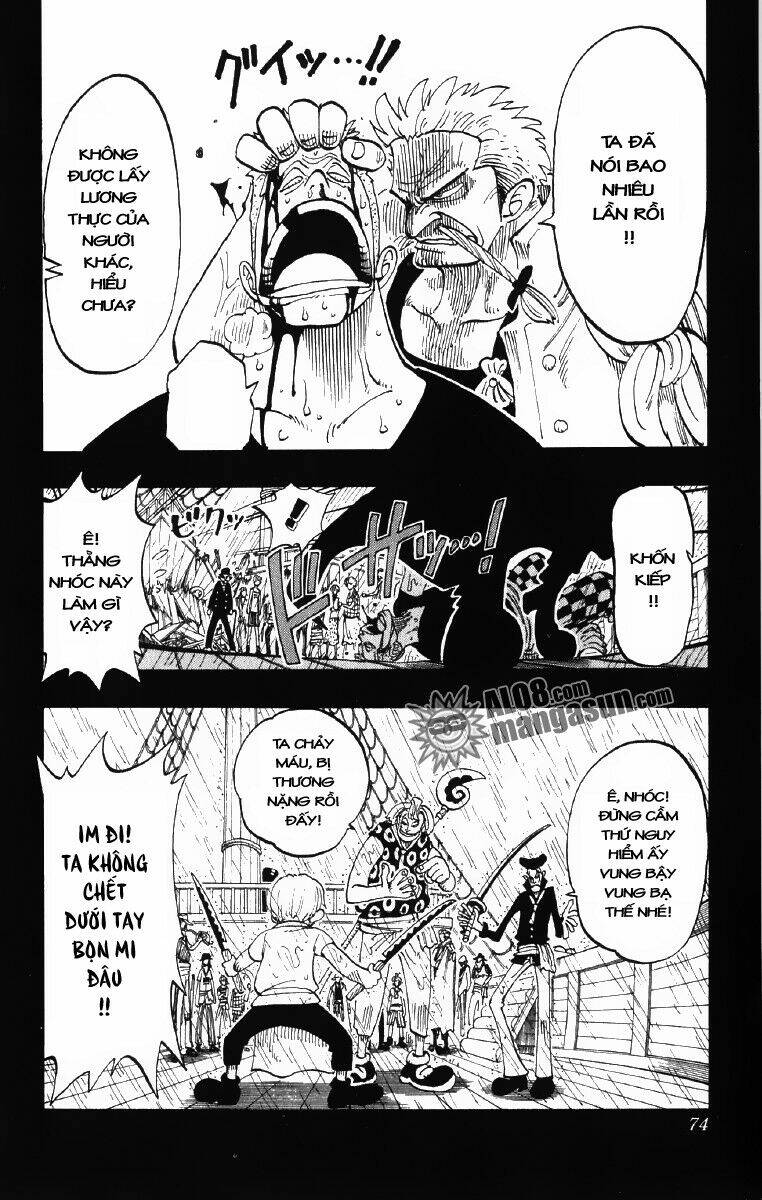 グイッ…!!
TA ĐÃ
NÓI BAO
NHIÊU
LẦN RỒI
!!
KHÔNG
ĐƯỢC LẤY
LƯƠNG
THỰC CỦA
NGƯỜI
KHÁC,
HIỂU
CHƯA?
KHỐN
KIẾP
!!
ドドド…!
!
ビクッ
Ê!
THẰNG
NHÓC NÀY
LÀM GÌ
VẬY?
AL08.com
mangasun.com
Ê, NHÓC!
ĐỪNG CẦM
THỨ NGUY
HIỂM ẤY
VUNG BẬY
VUNG BẠ
THẾ NHÉ!
TA CHẢY
MÁU, BỊ
THƯƠNG
NẶNG RỒI
ĐẤY!
IM ĐI!
TA KHÔNG
CHẾT
DƯỚI TAY
BỌN MI
ĐÂU
!!
74